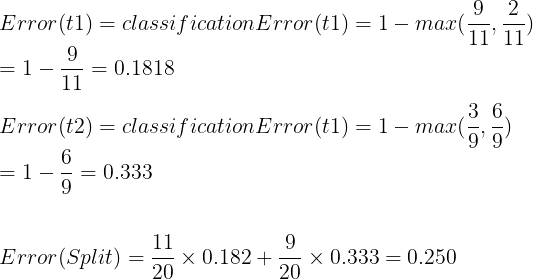 Error(t1) = classificationError(t1) = 1 − max(9/11, 2/11)
= 1 − 9/11 = 0.1818
Error(t2) = classificationError(t1) = 1 − max(3/9, 6/9)
= 1 − 6/9 = 0.333
Error(Split) = 11/20 × 0.182 + 9/20 × 0.333 = 0.250